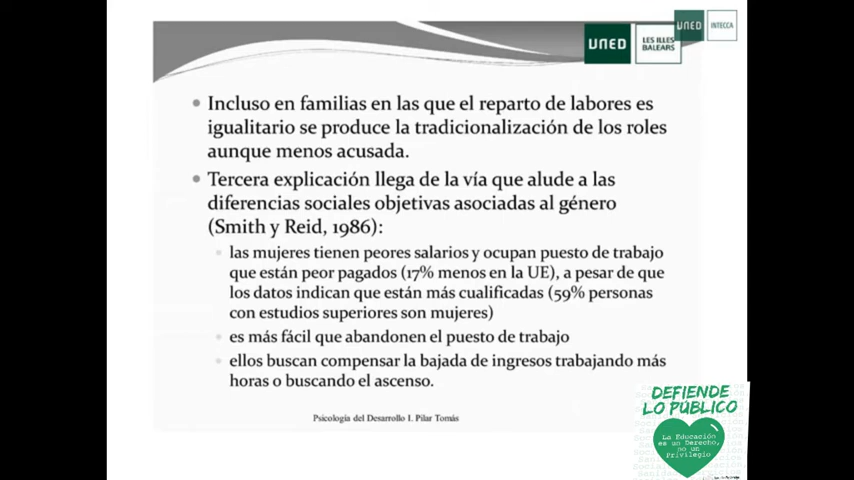 UNED
LES ILLES
BALEARS
UNED
INTECCA
Incluso en familias en las que el reparto de labores es
igualitario se produce la tradicionalización de los roles
aunque menos acusada.
Tercera explicación llega de la vía que alude a las
diferencias sociales objetivas asociadas al género
(Smith y Reid, 1986):
las mujeres tienen peores salarios y ocupan puesto de trabajo
que están peor pagados (17% menos en la UE), a pesar de que
los datos indican que están más cualificadas (59% personas
con estudios superiores son mujeres)
es más fácil que abandonen el puesto de trabajo
ellos buscan compensar la bajada de ingresos trabajando más
horas o buscando el ascenso.
Psicología del Desarrollo I. Pilar Tomás
DEFIENDE
LO PÚBLICO
La Educación
es un Derecho,
no un
Privilegio